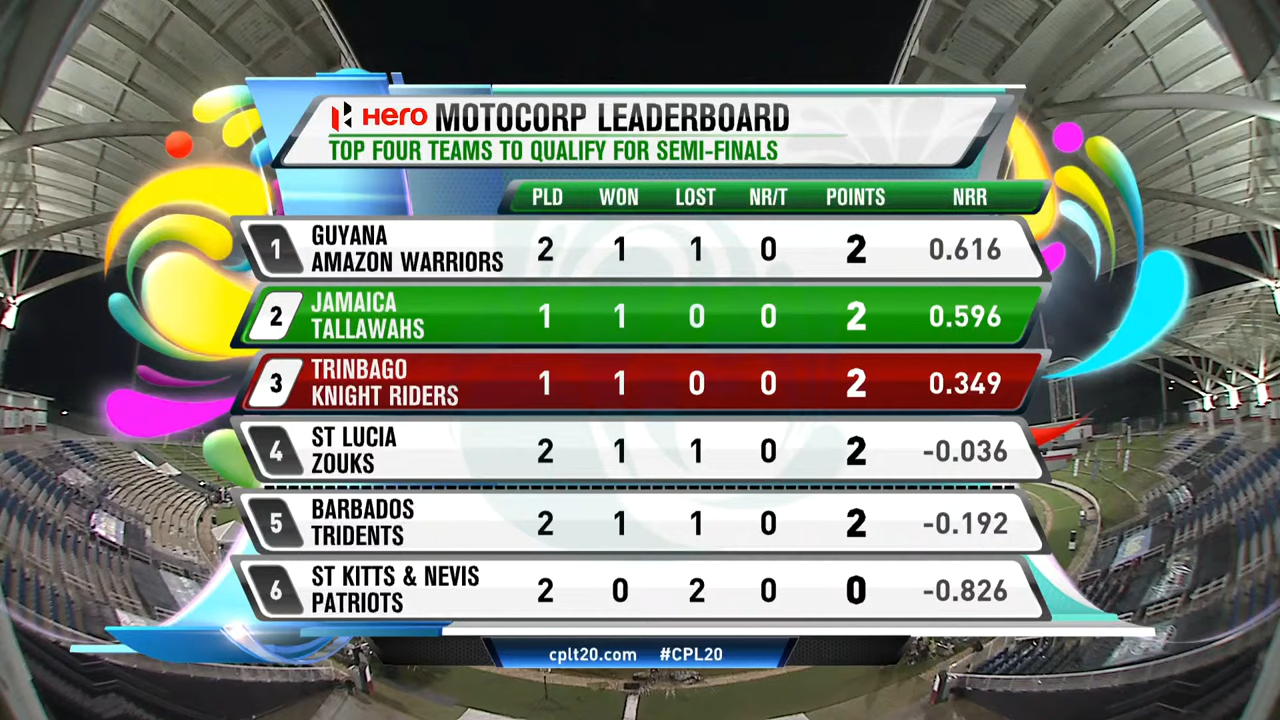 Hero MOTOCORP LEADERBOARD
TOP FOUR TEAMS TO QUALIFY FOR SEMI-FINALS
PLD WON LOST NR/T POINTS NRR
1 GUYANA AMAZON WARRIORS 2 1 1 0 2 0.616
2 JAMAICA TALLAWAHS 1 1 0 0 2 0.596
3 TRINBAGO KNIGHT RIDERS 1 1 0 0 2 0.349
4 ST LUCIA ZOUKS 2 1 1 0 2 -0.036
5 BARBADOS TRIDENTS 2 1 1 0 2 -0.192
6 ST KITTS & NEVIS PATRIOTS 2 0 2 0 0 -0.826
cplt20.com #CPL20